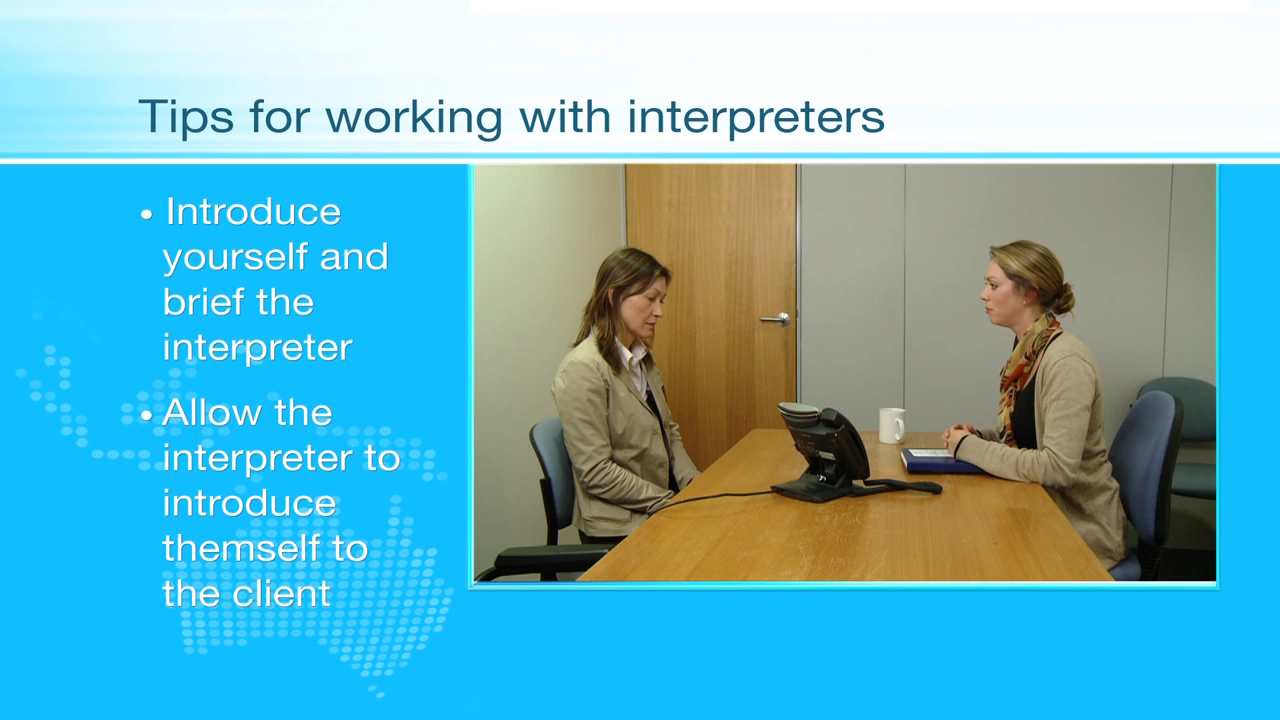 Tips for working with interpreters
• Introduce
yourself and
brief the
interpreter
• Allow the
interpreter to
introduce
themself to
the client